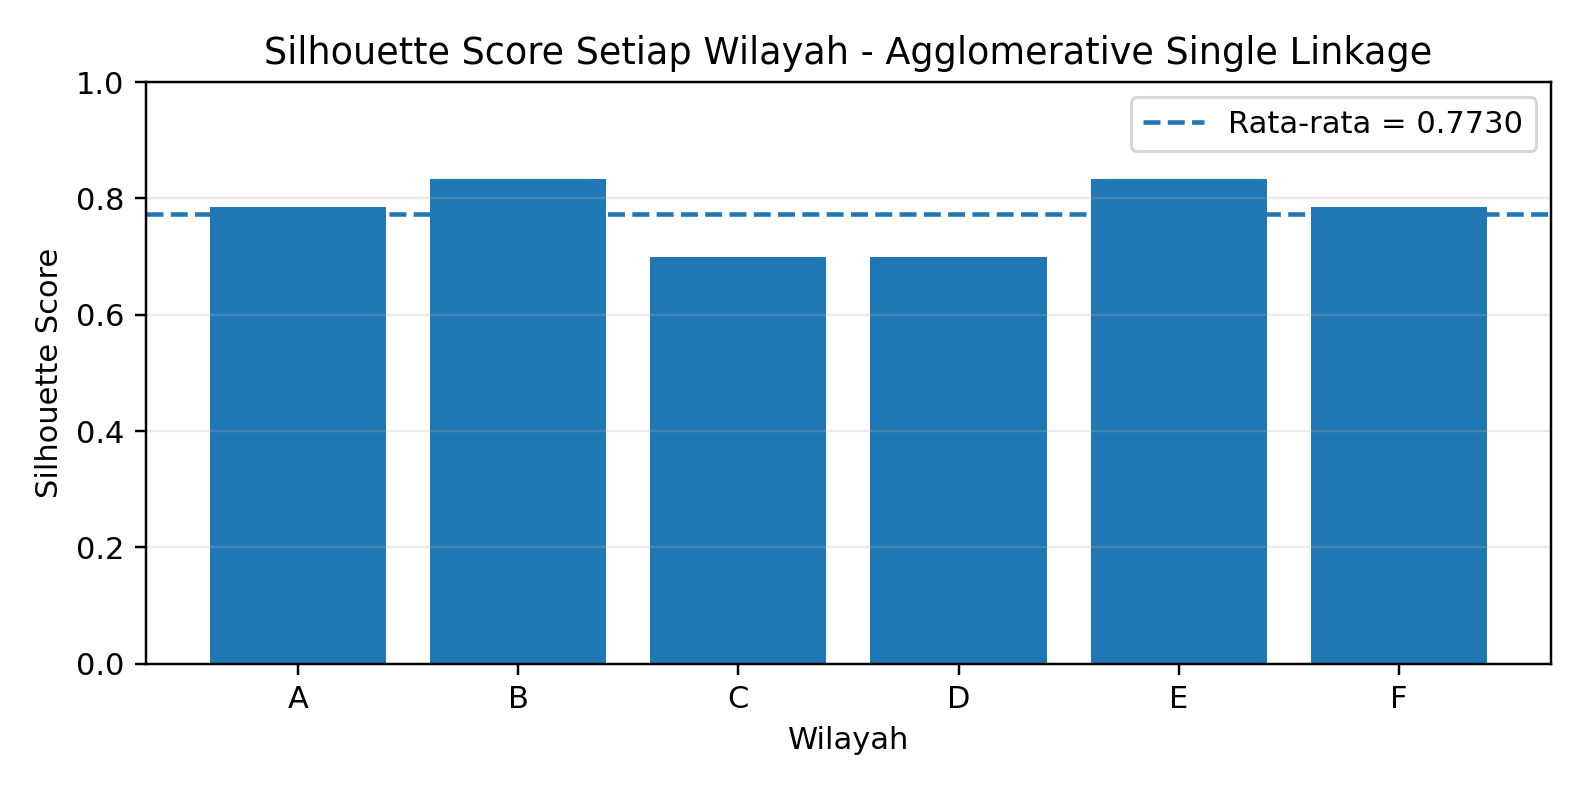 Silhouette Score Setiap Wilayah - Agglomerative Single Linkage
Rata-rata = 0.7730
Silhouette Score
1.0
0.8
0.6
0.4
0.2
0.0
A B C D E F
Wilayah